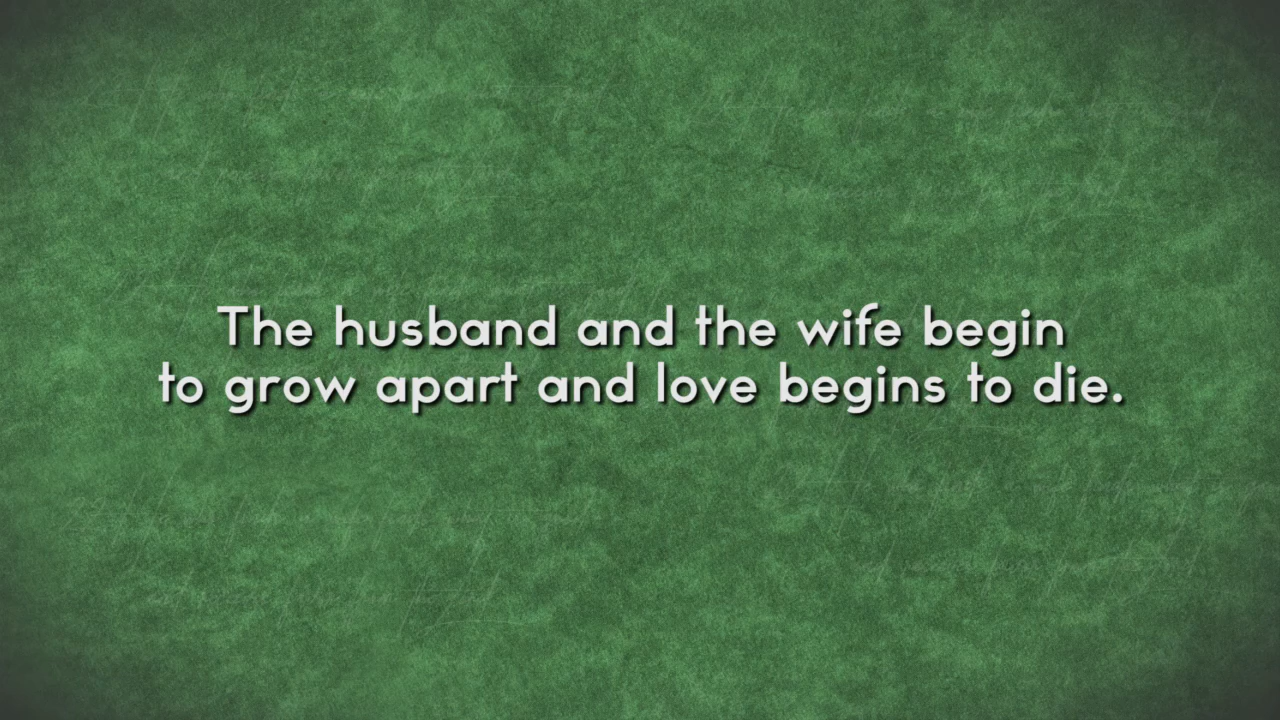 The husband and the wife begin
to grow apart and love begins to die.